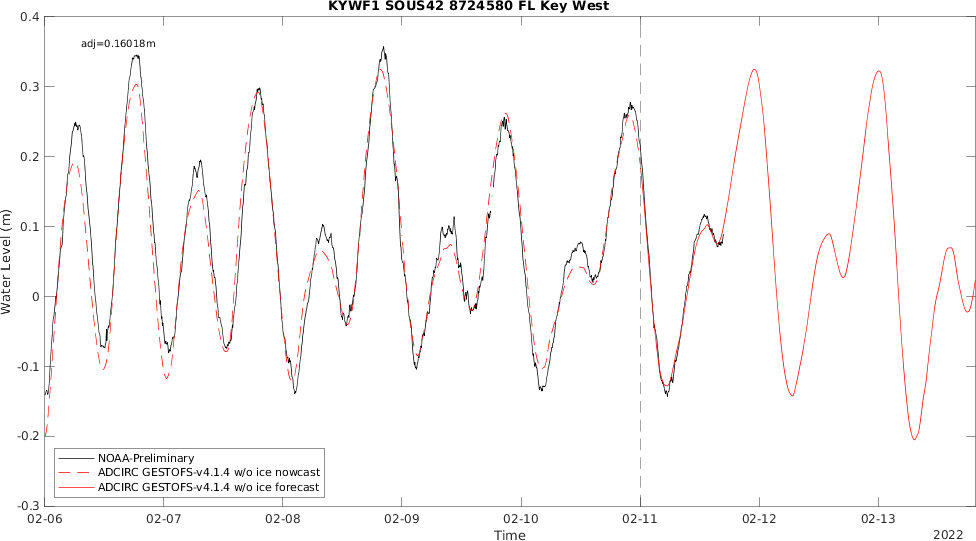 KYWF1 SOUS42 8724580 FL Key West
adj=0.16018m
0.4
0.3
0.2
0.1
0
-0.1
-0.2
-0.3
Water Level (m)
NOAA-Preliminary
ADCIRC GESTOFS-v4.1.4 w/o ice nowcast
ADCIRC GESTOFS-v4.1.4 w/o ice forecast
02-06 02-07 02-08 02-09 02-10 02-11 02-12 02-13
Time
2022